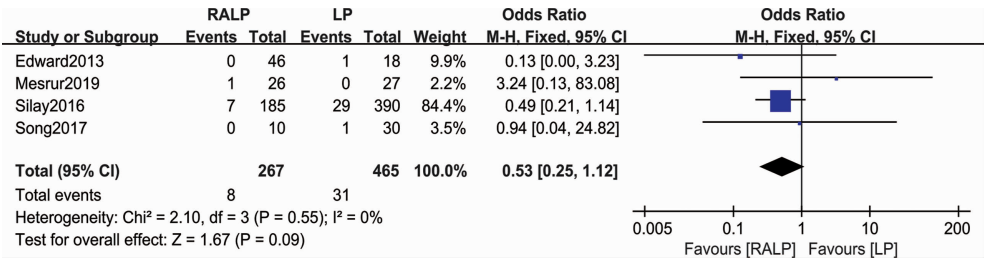 RALP LP Odds Ratio Odds Ratio
Study or Subgroup Events Total Events Total Weight M-H, Fixed, 95% CI M-H, Fixed, 95% CI
Edward2013 0 46 1 18 9.9% 0.13 [0.00, 3.23]
Mesrur2019 1 26 0 27 2.2% 3.24 [0.13, 83.08]
Silay2016 7 185 29 390 84.4% 0.49 [0.21, 1.14]
Song2017 0 10 1 30 3.5% 0.94 [0.04, 24.82]
Total (95% CI) 267 465 100.0% 0.53 [0.25, 1.12]
Total events 8 31
Heterogeneity: Chi² = 2.10, df = 3 (P = 0.55); I² = 0%
Test for overall effect: Z = 1.67 (P = 0.09)
0.005 0.1 1 10 200
Favours [RALP] Favours [LP]